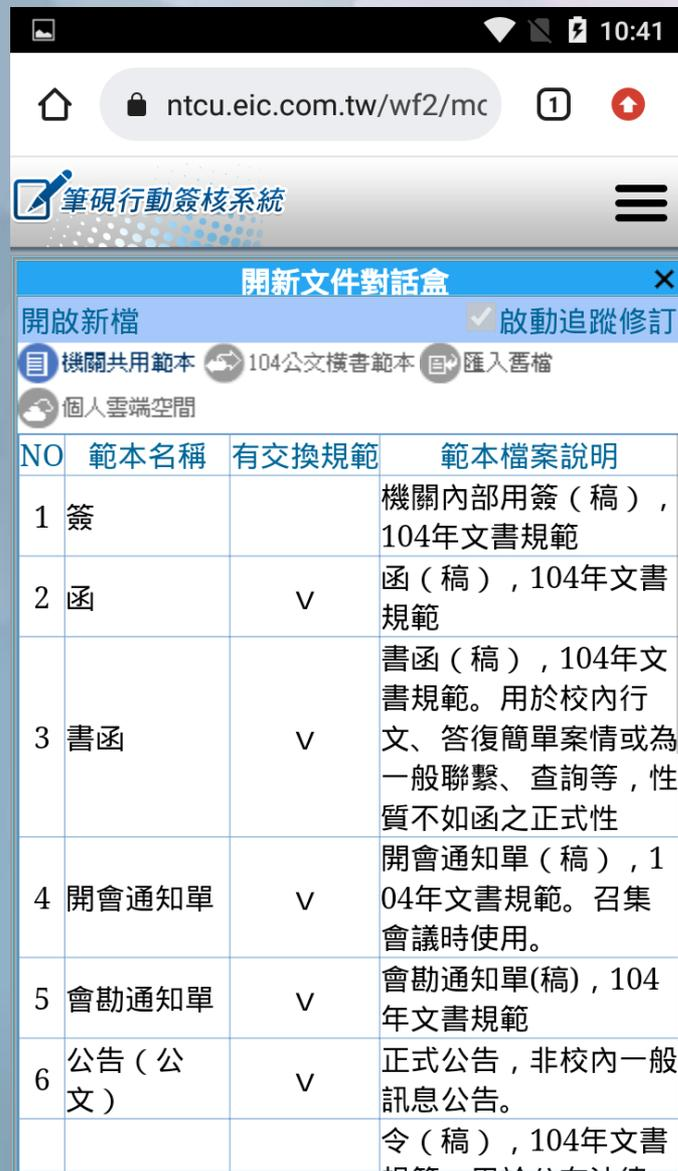 10:41
ntcu.eic.com.tw/wf2/mo
1
筆硯行動簽核系統
開新文件對話盒 ×
開啟新檔 啟動追蹤修訂
機關共用範本 104公文橫書範本 匯入舊檔
個人雲端空間
NO 範本名稱 有交換規範 範本檔案說明
1 簽 機關內部用簽（稿），
104年文書規範
2 函 V 函（稿），104年文書
規範
書函（稿），104年文
書規範。用於校內行
3 書函 V 文、答復簡單案情或為
一般聯繫、查詢等，性
質不如函之正式性
開會通知單（稿），1
4 開會通知單 V 04年文書規範。召集
會議時使用。
5 會勘通知單 V 會勘通知單(稿)，104
年文書規範
6 公告（公
文） V 正式公告，非校內一般
訊息公告。
令（稿），104年文書